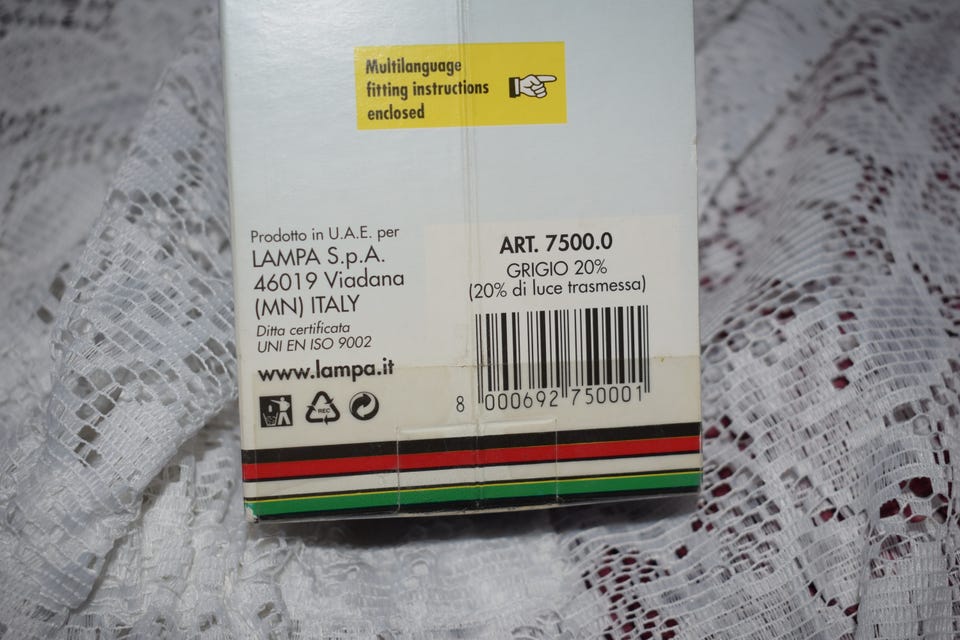 Multilanguage
fitting instructions
enclosed
Prodotto in U.A.E. per
LAMPA S.p.A.
46019 Viadana
(MN) ITALY
Ditta certificata
UNI EN ISO 9002
www.lampa.it
REC
ART. 7500.0
GRIGIO 20%
(20% di luce trasmessa)
8 000692 750001